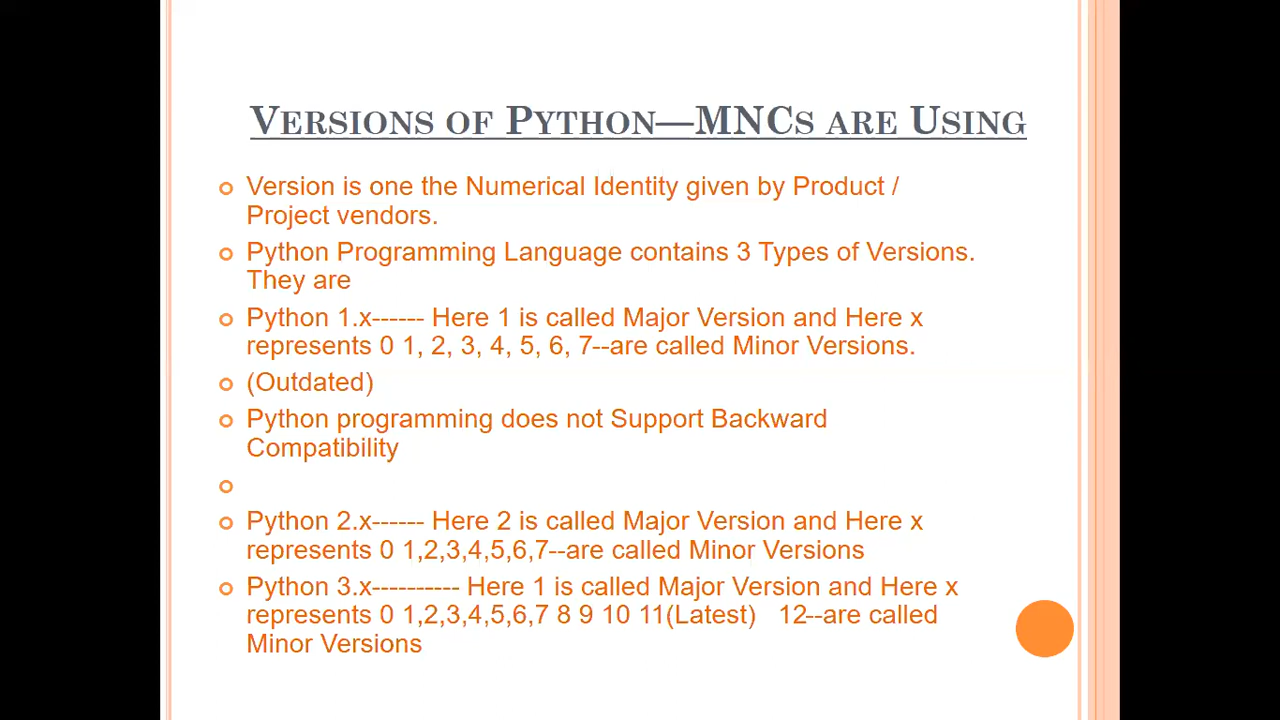 Versions of Python—MNCs are Using
Version is one the Numerical Identity given by Product /
Project vendors.
Python Programming Language contains 3 Types of Versions.
They are
Python 1.x------ Here 1 is called Major Version and Here x
represents 0 1, 2, 3, 4, 5, 6, 7--are called Minor Versions.
(Outdated)
Python programming does not Support Backward
Compatibility
Python 2.x------ Here 2 is called Major Version and Here x
represents 0 1,2,3,4,5,6,7--are called Minor Versions
Python 3.x---------- Here 1 is called Major Version and Here x
represents 0 1,2,3,4,5,6,7 8 9 10 11(Latest)   12--are called
Minor Versions